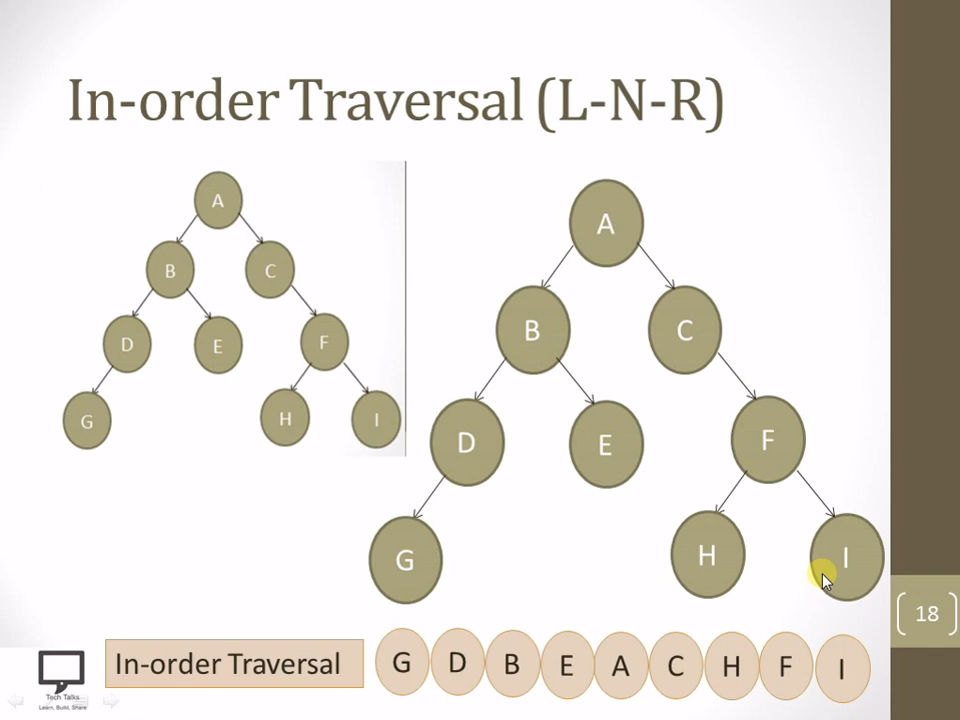 In-order Traversal (L-N-R)
A
B C
D E F
G H I
A
B C
D E F
G H I
18
In-order Traversal G D B E A C H F I
Tech Talks
Learn, Build, Share